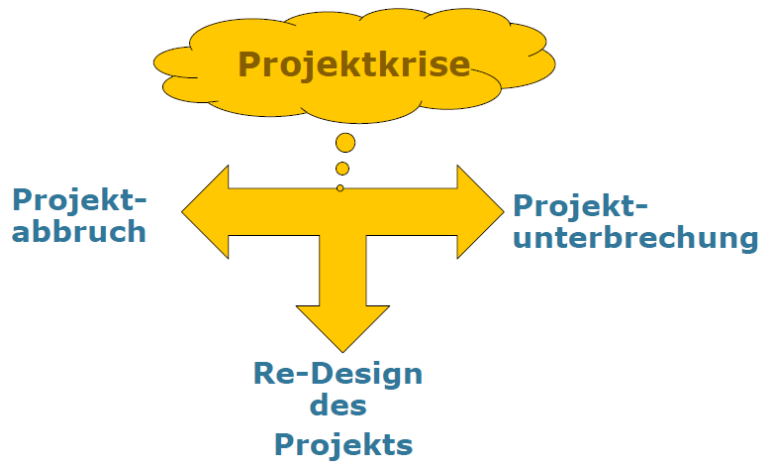 Projektkrise
Projekt-
abbruch
Projekt-
unterbrechung
Re-Design
des
Projekts